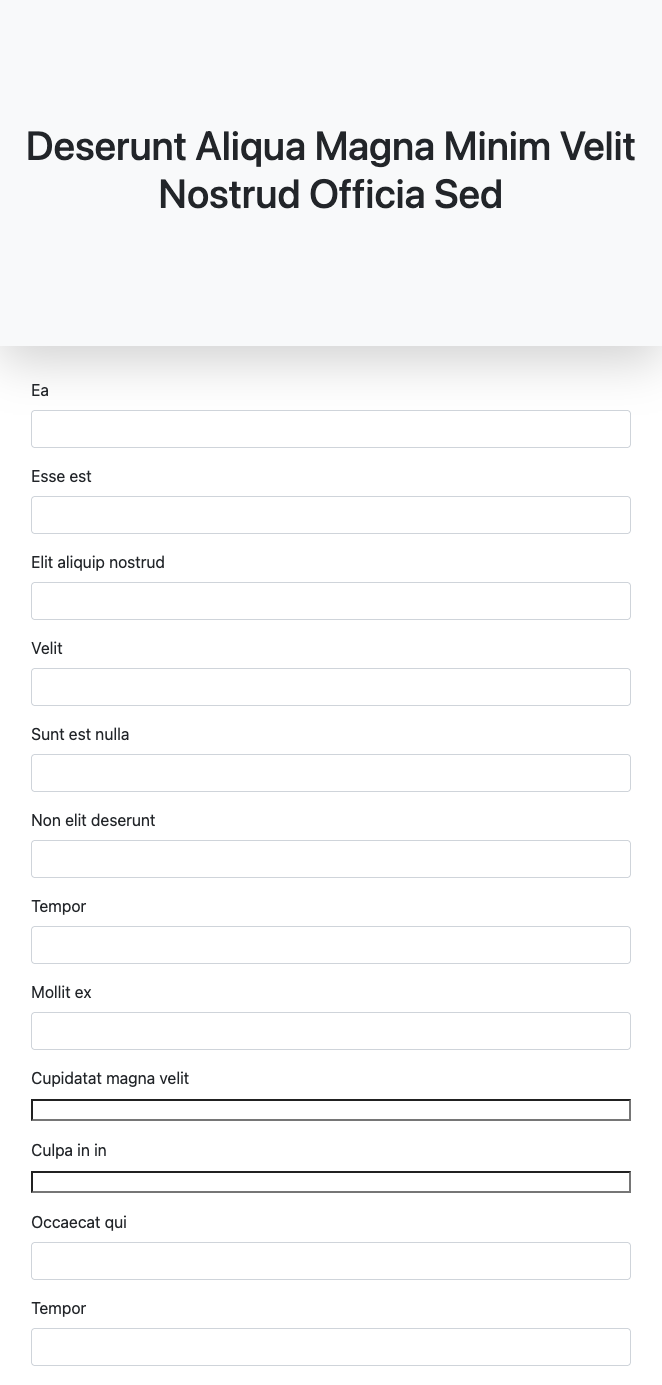 Deserunt Aliqua Magna Minim Velit
Nostrud Officia Sed
Ea
Esse est
Elit aliquip nostrud
Velit
Sunt est nulla
Non elit deserunt
Tempor
Mollit ex
Cupidatat magna velit
Culpa in in
Occaecat qui
Tempor